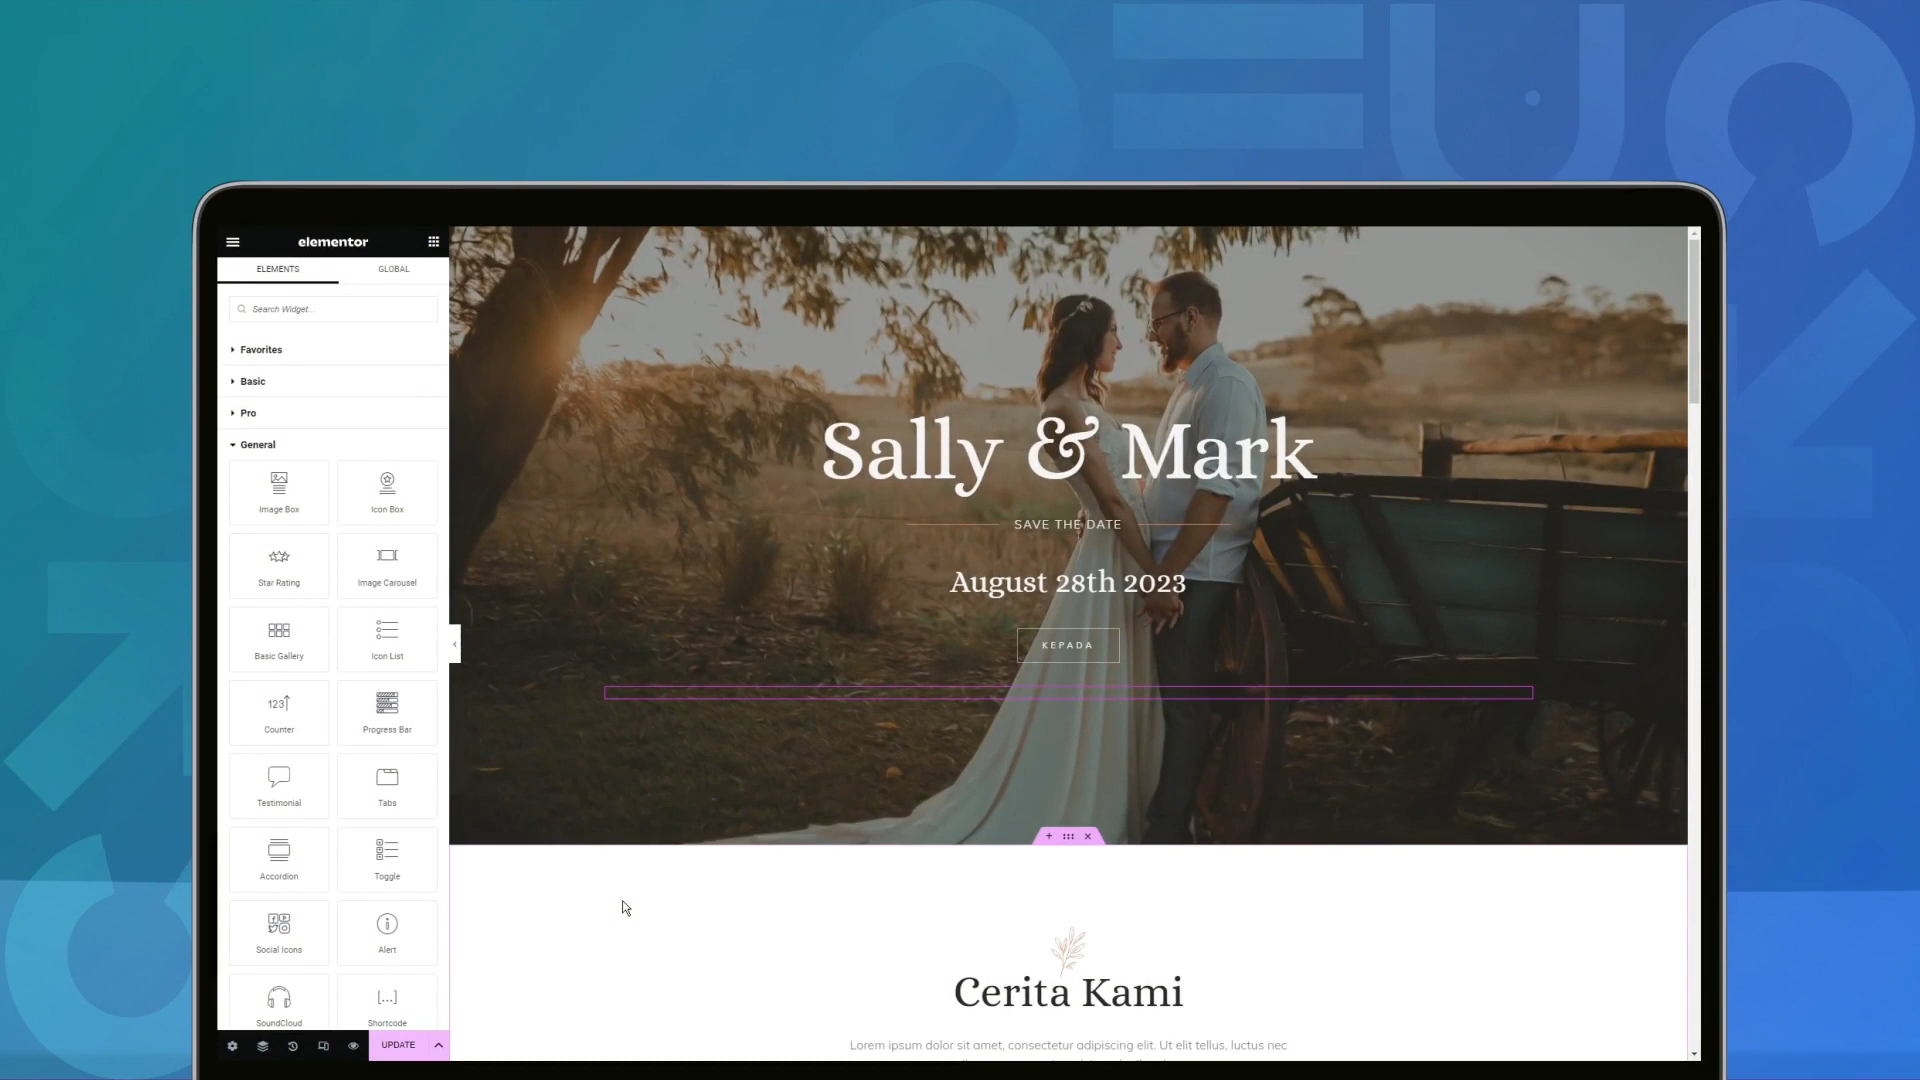 elementor
ELEMENTS
GLOBAL
Search Widget...
Favorites
Basic
Pro
General
Image Box
Icon Box
Star Rating
Image Carousel
Basic Gallery
Icon List
123
Counter
Progress Bar
Testimonial
Tabs
Accordion
Toggle
Social Icons
Alert
[...]
SoundCloud
Shortcode
UPDATE
Sally & Mark
SAVE THE DATE
August 28th 2023
KEPADA
Cerita Kami
Lorem ipsum dolor sit amet, consectetur adipiscing elit. Ut elit tellus, luctus nec